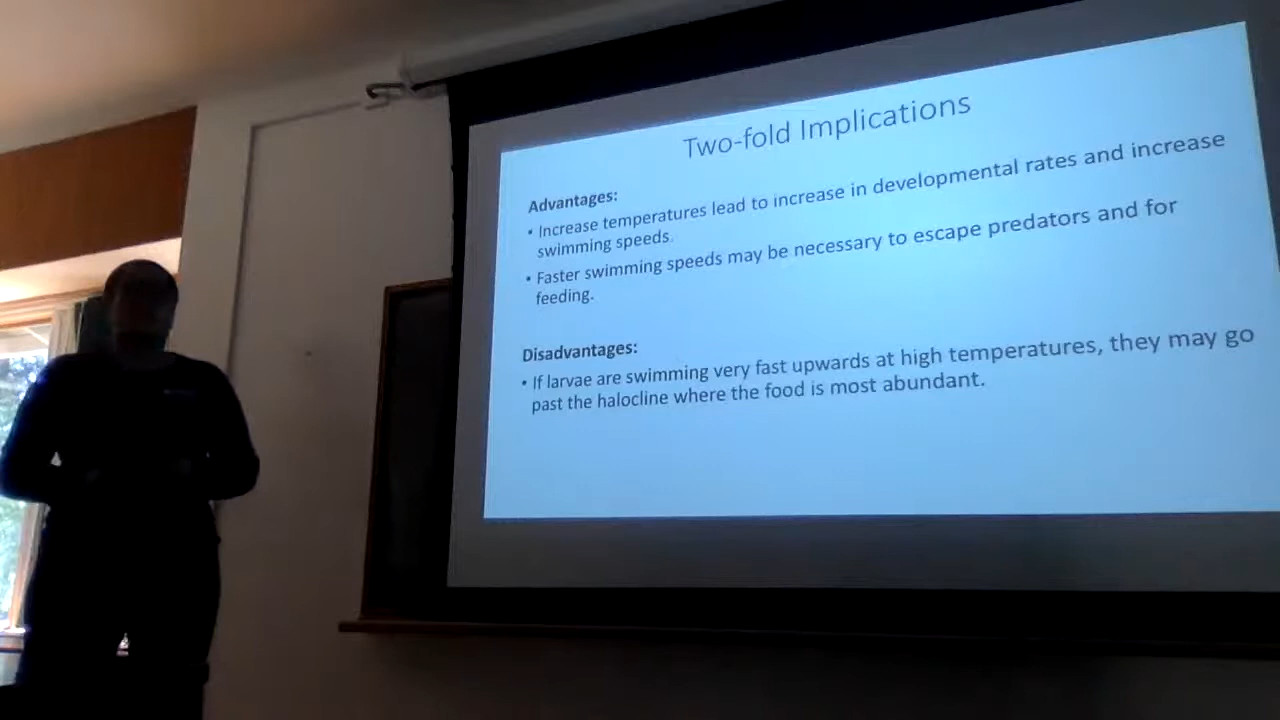 Two-fold Implications
Advantages:
• Increase temperatures lead to increase in developmental rates and increase
swimming speeds.
• Faster swimming speeds may be necessary to escape predators and for
feeding.
Disadvantages:
• If larvae are swimming very fast upwards at high temperatures, they may go
past the halocline where the food is most abundant.